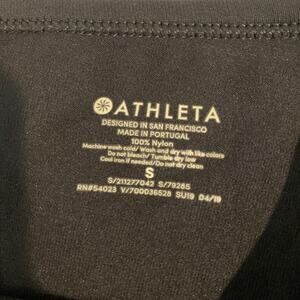 ATHLETA
DESIGNED IN SAN FRANCISCO
MADE IN PORTUGAL
100% Nylon
Machine wash cold/ Wash and dry with like colors
Do not bleach/ Tumble dry low
Cool iron if needed/Do not dry clean
S
S/211277042 S/79285
RN#54023 V/700036528 SU19 04/19